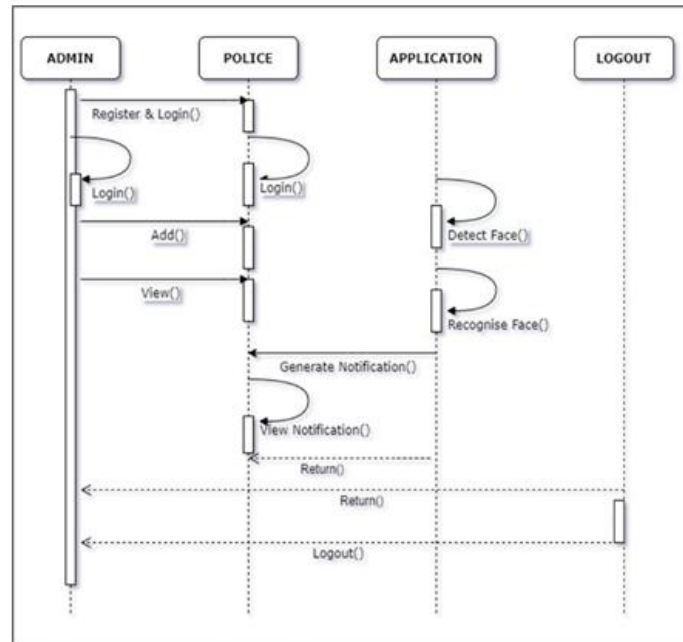 ADMIN
POLICE
APPLICATION
LOGOUT
Register & Login()
Login()
Login()
Add()
Detect Face()
View()
Recognise Face()
Generate Notification()
View Notification()
Return()
Return()
Logout()